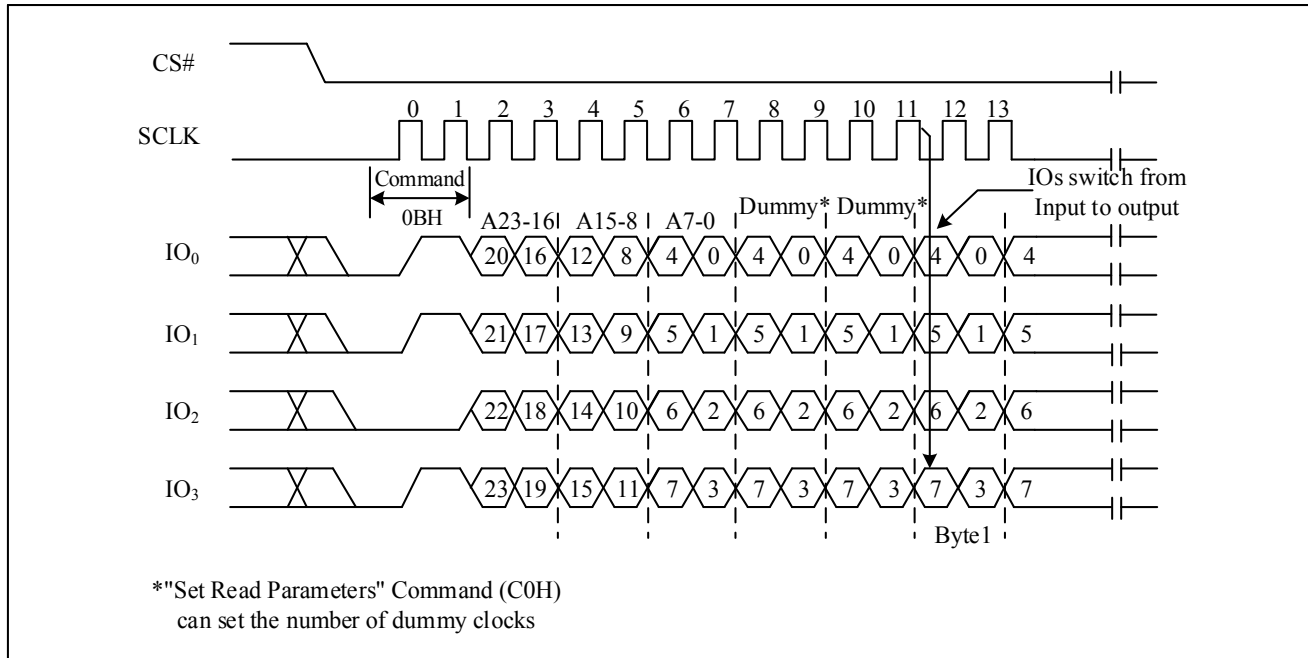 CS#
0 1 2 3 4 5 6 7 8 9 10 11 12 13
SCLK
Command
0BH
IOs switch from
Input to output
A23-16 A15-8 A7-0 Dummy* Dummy*
IO0 20 16 12 8 4 0 4 0 4 0 4 0 4
IO1 21 17 13 9 5 1 5 1 5 1 5 1 5
IO2 22 18 14 10 6 2 6 2 6 2 6 2 6
IO3 23 19 15 11 7 3 7 3 7 3 7 3 7
Byte1
*"Set Read Parameters" Command (C0H)
can set the number of dummy clocks